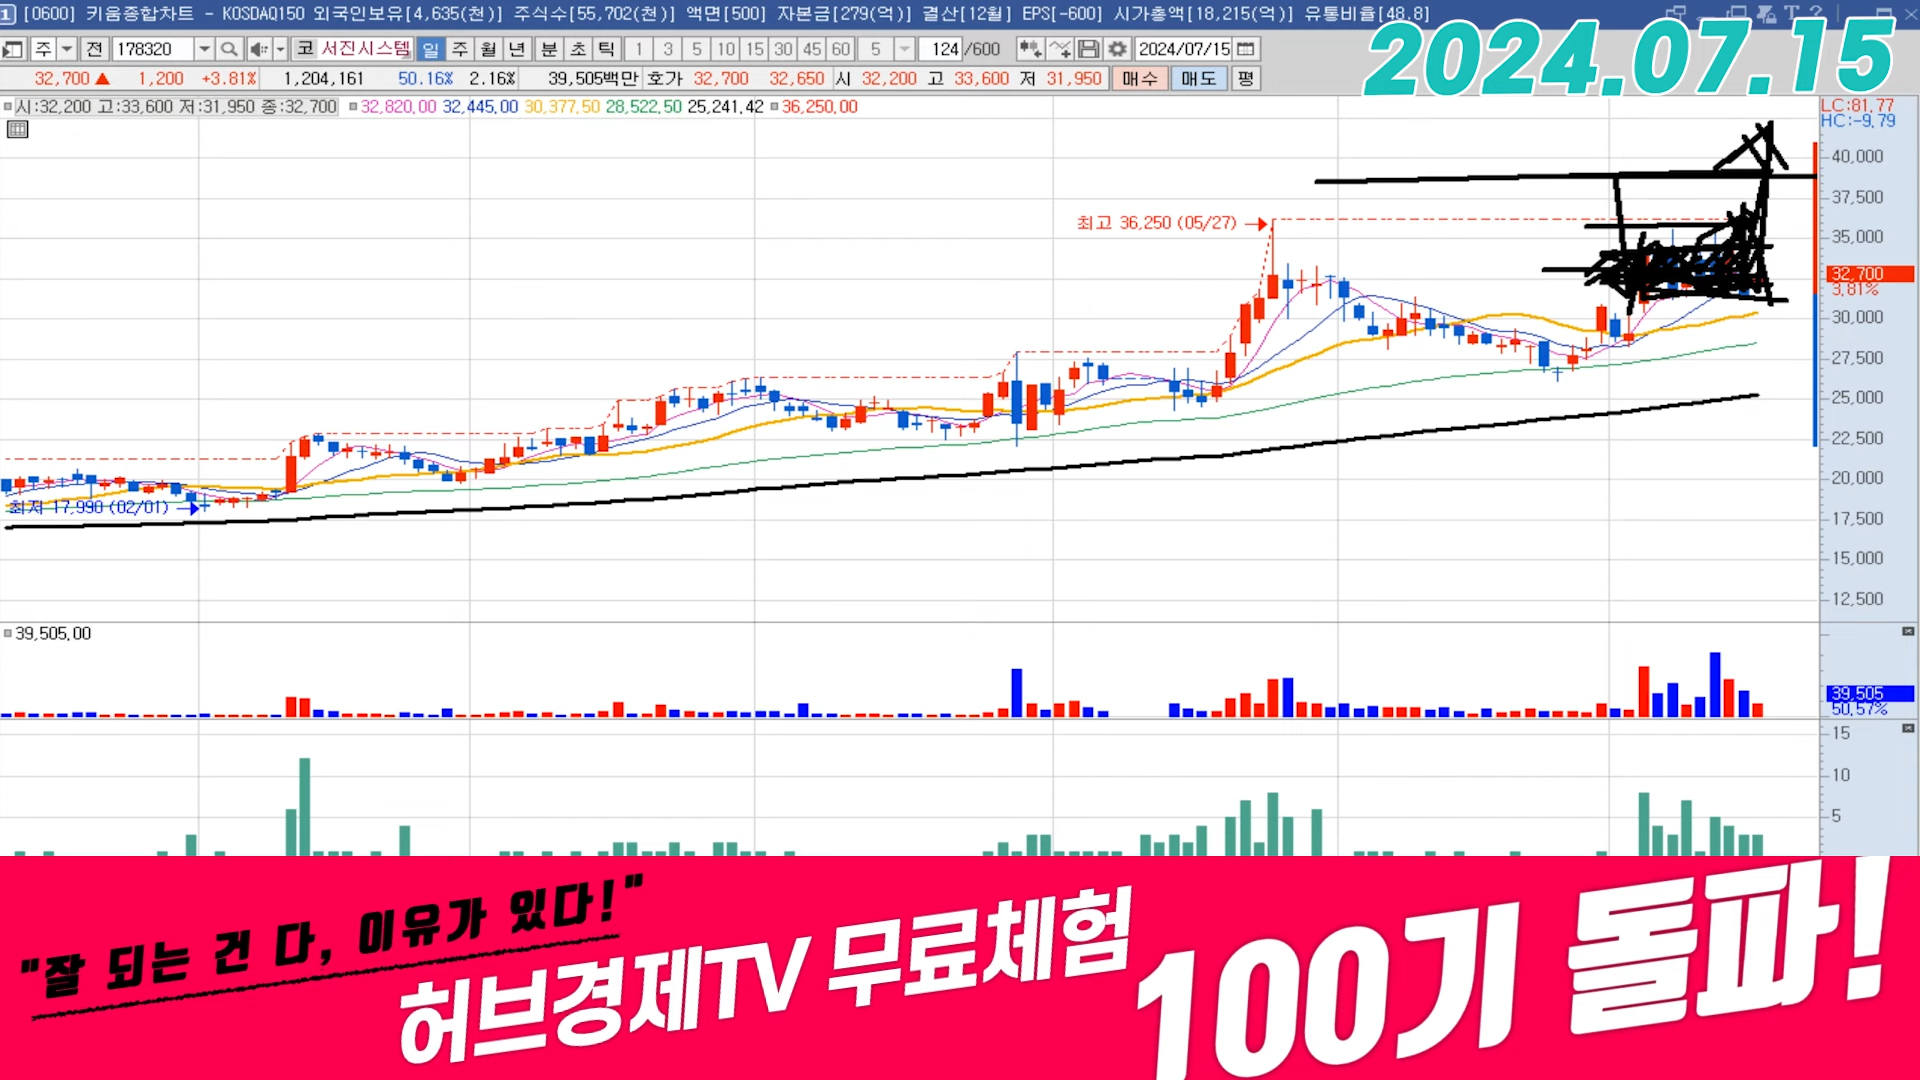 1 [0600] 키움종합차트 - KOSDAQ150 외국인보유[4,635(천)] 주식수[55,702(천)] 액면[500] 자본금[279(억)] 결산[12월] EPS[-600] 시가총액[18,215(억)] 유통비율[48.8]
2024.07.15
주 전 178320 코 서진시스템 일 주 월 년 분 초 틱 1 3 5 10 15 30 45 60 5 124 /600 2024/07/15
32,700 ▲ 1,200 +3.81% 1,204,161 50.16% 2.16% 39,505백만 호가 32,700 32,650 시 32,200 고 33,600 저 31,950 매수 매도 평
시:32,200 고:33,600 저:31,950 종:32,700 32,820.00 32,445.00 30,377.50 28,522.50 25,241.42 36,250.00
LC:81.77
HC:-9.79
40,000
37,500
최고 36,250 (05/27)
35,000
32,700
3.81%
30,000
27,500
25,000
22,500
20,000
최저 17,990 (02/01)
17,500
15,000
12,500
39,505.00
39,505
50.57%
15
10
5
"잘 되는 건 다, 이유가 있다!"
허브경제TV 무료체험
100기 돌파!